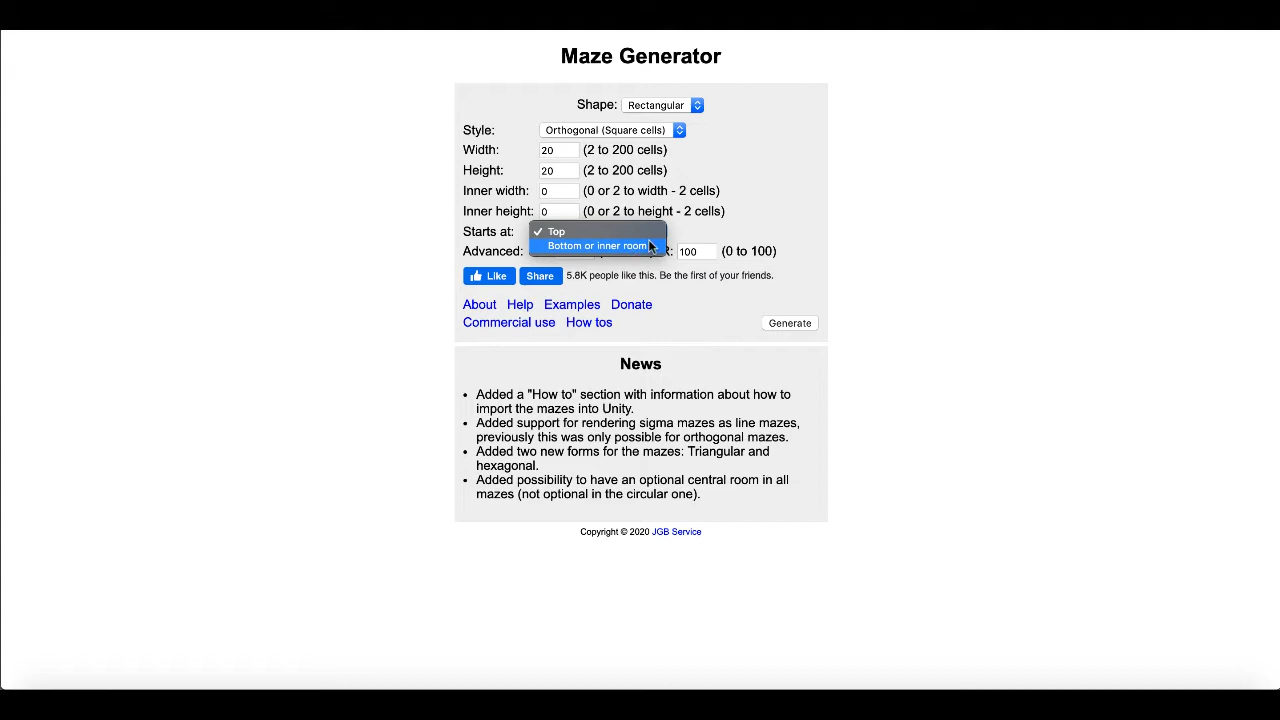 Maze Generator
Shape: Rectangular
Style: Orthogonal (Square cells)
Width: 20 (2 to 200 cells)
Height: 20 (2 to 200 cells)
Inner width: 0 (0 or 2 to width - 2 cells)
Inner height: 0 (0 or 2 to height - 2 cells)
Starts at: ✓ Top
Bottom or inner room
Advanced: R: 100 (0 to 100)
Like Share 5.8K people like this. Be the first of your friends.
About Help Examples Donate
Commercial use How tos Generate
News
• Added a "How to" section with information about how to
import the mazes into Unity.
• Added support for rendering sigma mazes as line mazes,
previously this was only possible for orthogonal mazes.
• Added two new forms for the mazes: Triangular and
hexagonal.
• Added possibility to have an optional central room in all
mazes (not optional in the circular one).
Copyright © 2020 JGB Service